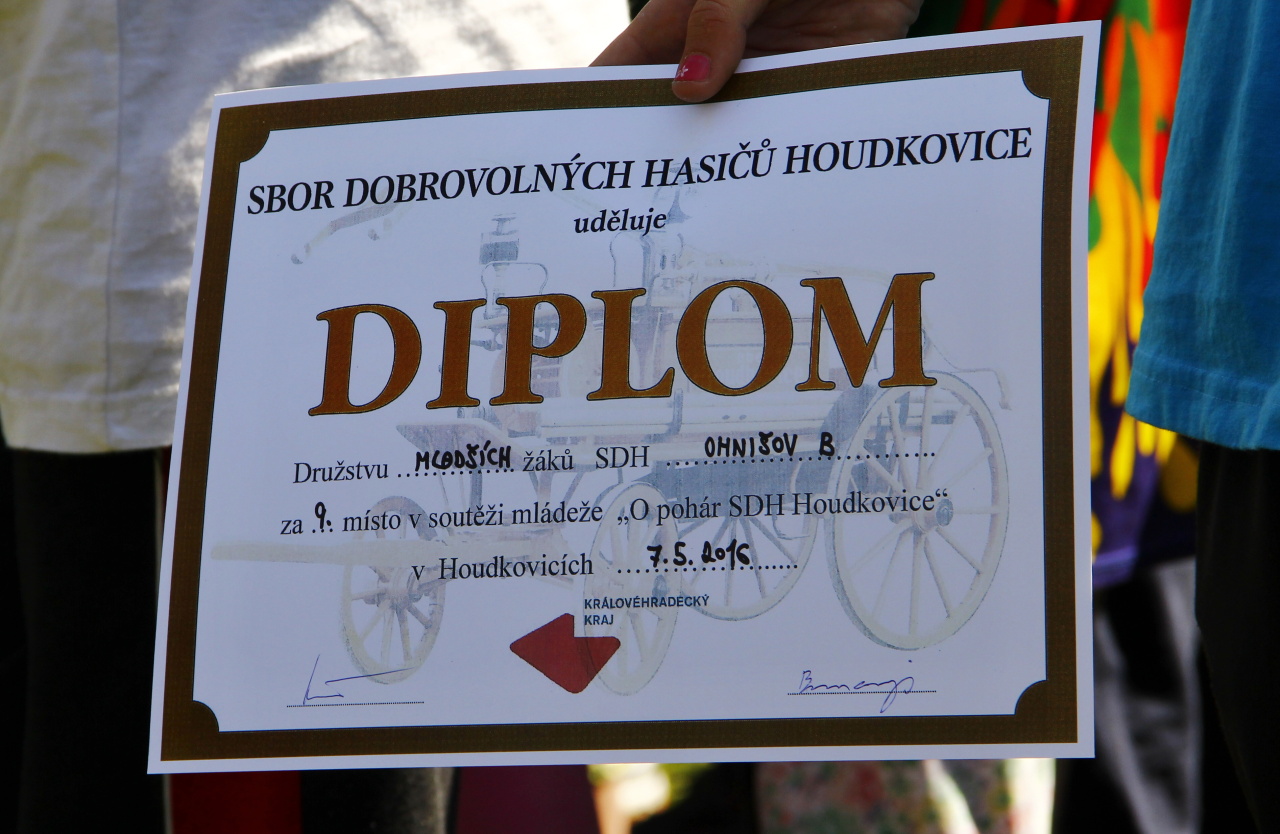 SBOR DOBROVOLNÝCH HASIČŮ HOUDKOVICE
uděluje
DIPLOM
Družstvu ..MLADŠÍCH.. žáků SDH ......OHNIŠOV B............
za .9. místo v soutěži mládeže „O pohár SDH Houdkovice“
v Houdkovicích ....7.5.2016.......
KRÁLOVÉHRADECKÝ
KRAJ